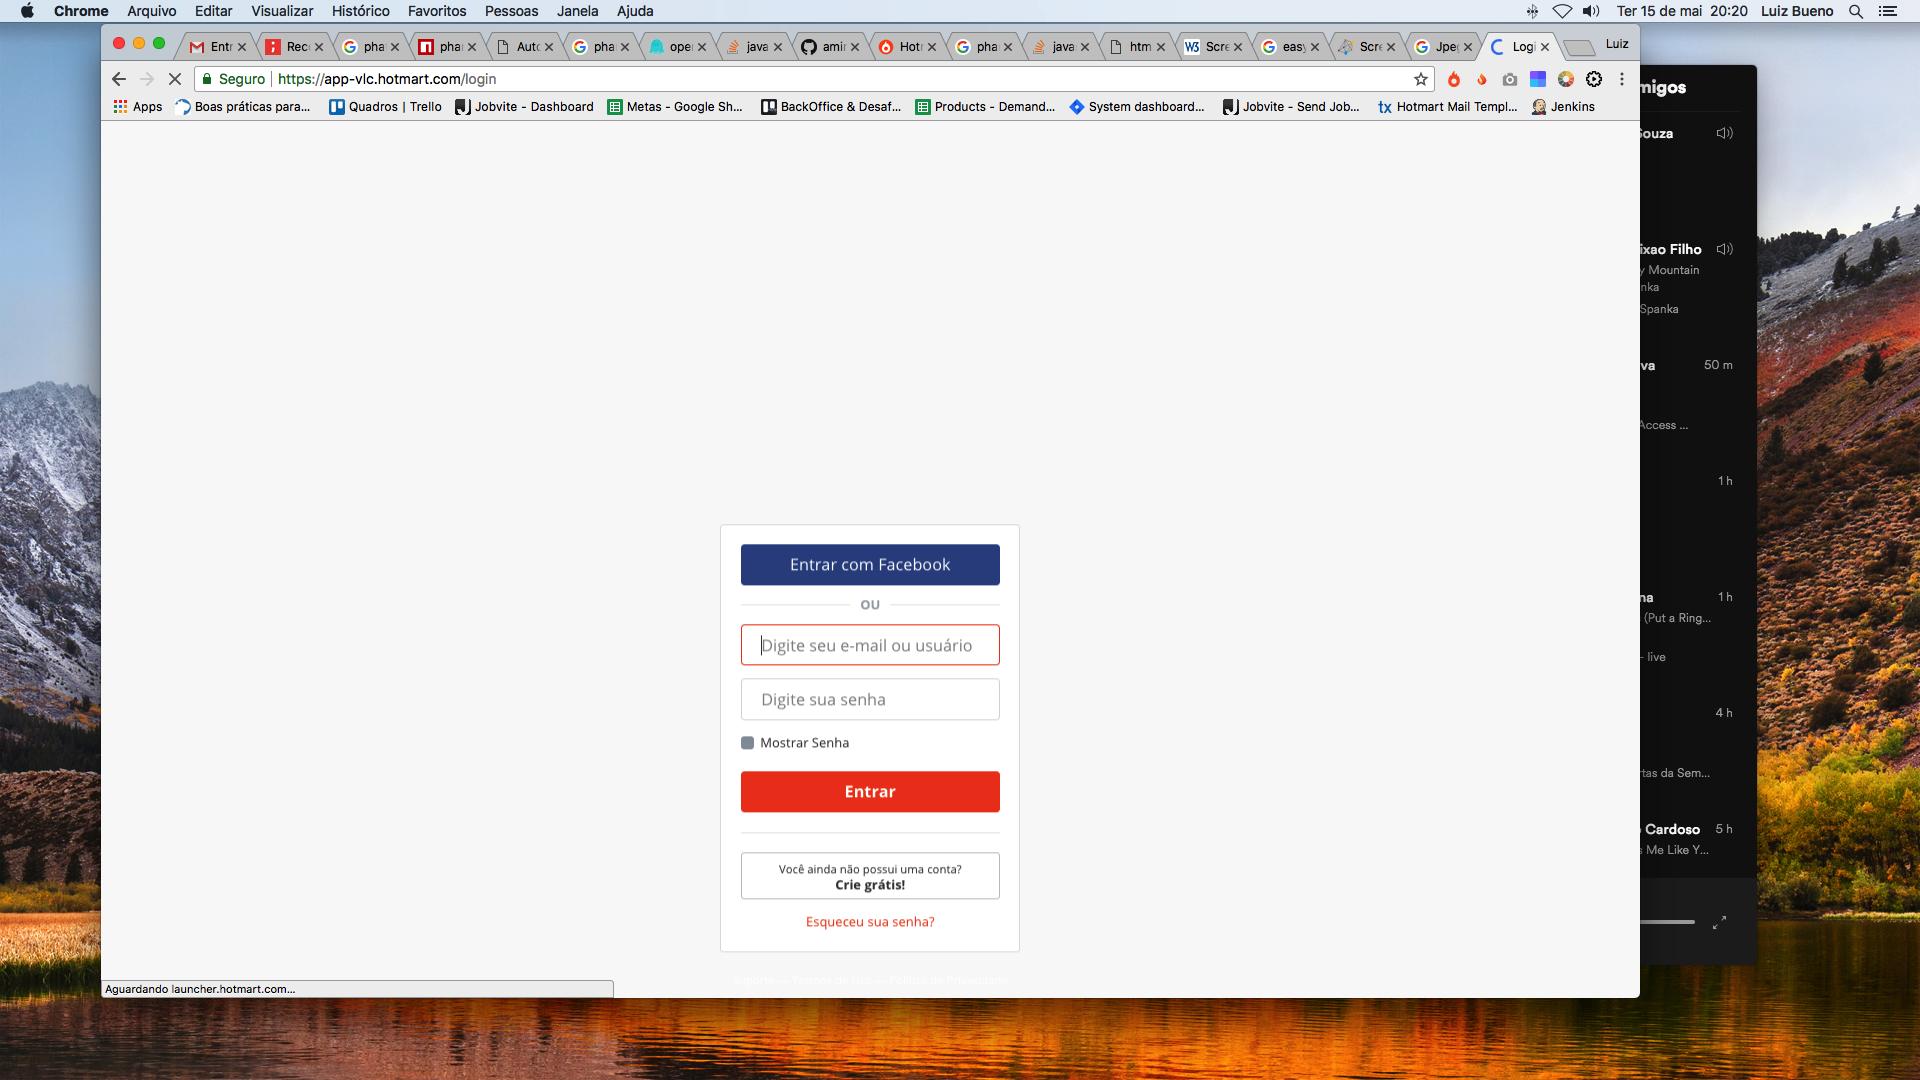 Chrome Arquivo Editar Visualizar Histórico Favoritos Pessoas Janela Ajuda Ter 15 de mai 20:20 Luiz Bueno
Entr Rec pha pha Auto pha ope java amir Hotr pha java htm Scre easy Scre Jpeg Logi Luiz
Seguro https://app-vlc.hotmart.com/login
Apps Boas práticas para... Quadros | Trello Jobvite - Dashboard Metas - Google Sh... BackOffice & Desaf... Products - Demand... System dashboard... Jobvite - Send Job... Hotmart Mail Templ... Jenkins
migos
Souza
ixao Filho
y Mountain
nka
Spanka
va 50 m
Access ...
1 h
na 1 h
(Put a Ring...
- live
4 h
rtas da Sem...
Cardoso 5 h
s Me Like Y...
Entrar com Facebook
OU
Digite seu e-mail ou usuário
Digite sua senha
Mostrar Senha
Entrar
Você ainda não possui uma conta?
Crie grátis!
Esqueceu sua senha?
Aguardando launcher.hotmart.com...